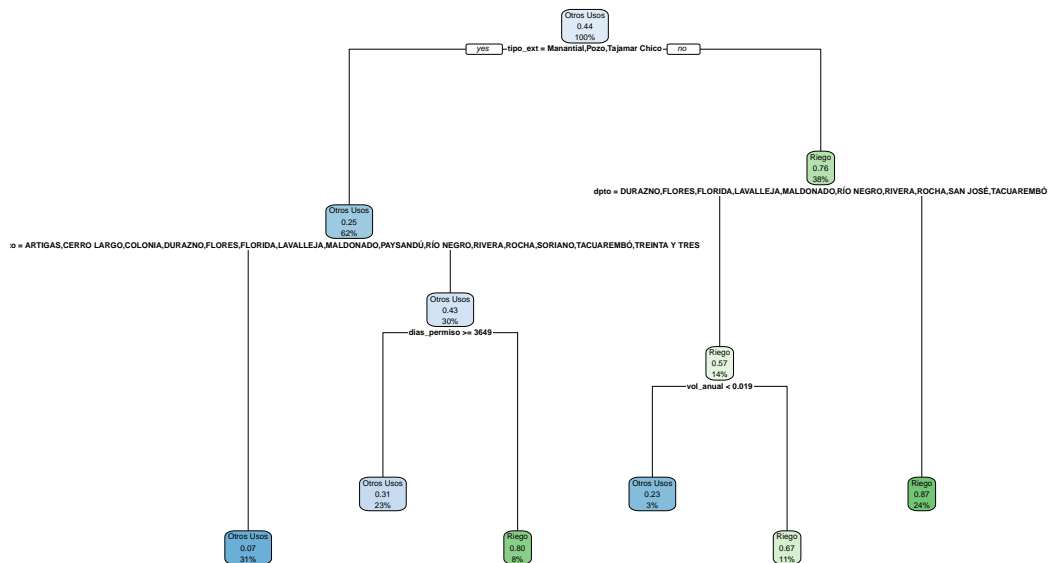 Otros Usos
0.44
100%
yes tipo_ext = Manantial,Pozo,Tajamar Chico no
Riego
0.76
38%
dpto = DURAZNO,FLORES,FLORIDA,LAVALLEJA,MALDONADO,RÍO NEGRO,RIVERA,ROCHA,SAN JOSÉ,TACUAREMBÓ
Otros Usos
0.25
62%
:o = ARTIGAS,CERRO LARGO,COLONIA,DURAZNO,FLORES,FLORIDA,LAVALLEJA,MALDONADO,PAYSANDÚ,RÍO NEGRO,RIVERA,ROCHA,SORIANO,TACUAREMBÓ,TREINTA Y TRES
Otros Usos
0.43
30%
dias_permiso >= 3649
Riego
0.57
14%
vol_anual < 0.019
Otros Usos
0.31
23%
Otros Usos
0.23
3%
Riego
0.87
24%
Otros Usos
0.07
31%
Riego
0.80
8%
Riego
0.67
11%